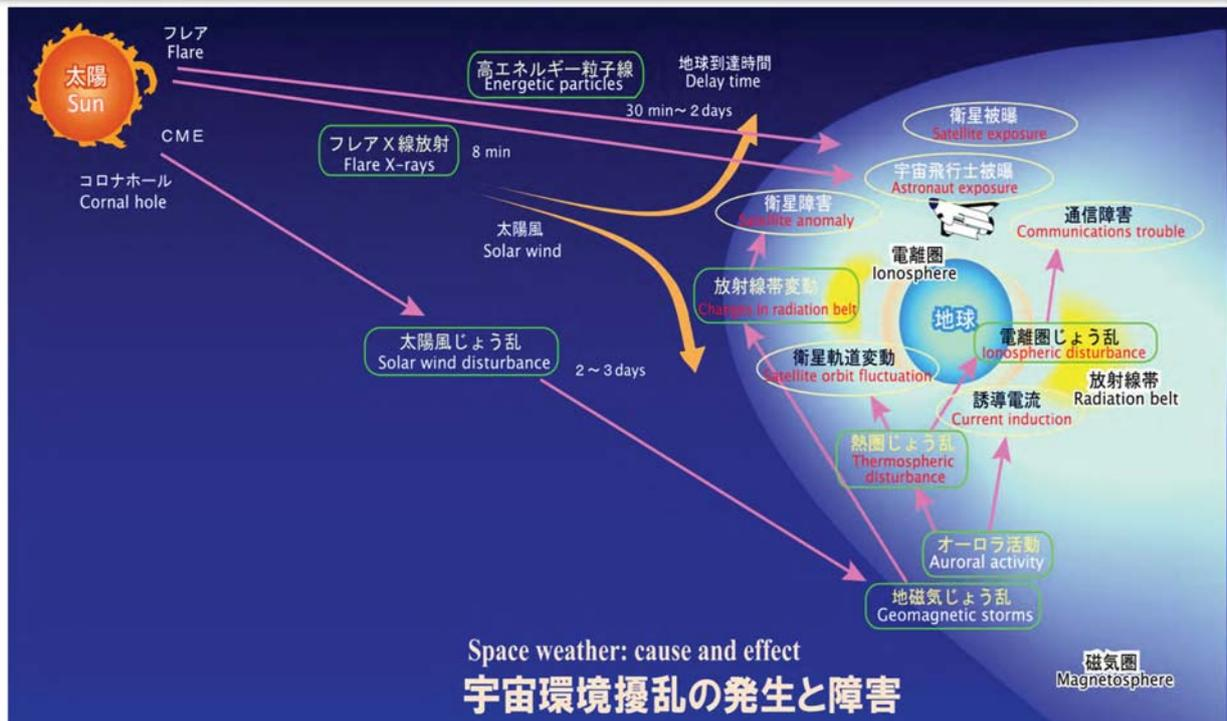 フレア
Flare
太陽
Sun
CME
コロナホール
Cornal hole
高エネルギー粒子線
Energetic particles
30 min～2 days
地球到達時間
Delay time
フレアX線放射
Flare X-rays
8 min
太陽風
Solar wind
太陽風じょう乱
Solar wind disturbance
2～3 days
衛星被曝
Satellite exposure
宇宙飛行士被曝
Astronaut exposure
衛星障害
Satellite anomaly
通信障害
Communications trouble
電離圏
Ionosphere
放射線帯変動
Changes in radiation belt
地球
電離圏じょう乱
Ionospheric disturbance
衛星軌道変動
Satellite orbit fluctuation
放射線帯
Radiation belt
誘導電流
Current induction
熱圏じょう乱
Thermospheric
disturbance
オーロラ活動
Auroral activity
地磁気じょう乱
Geomagnetic storms
磁気圏
Magnetosphere
Space weather: cause and effect
宇宙環境擾乱の発生と障害